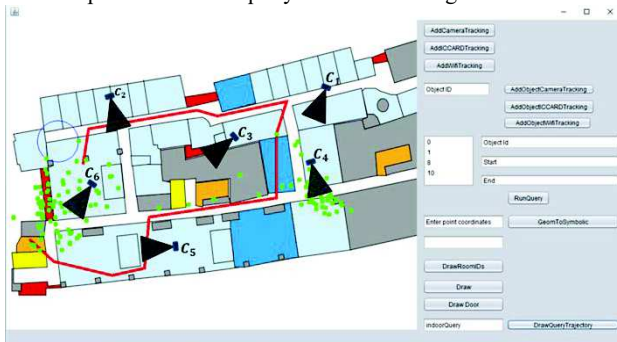 AddCameraTracking
AddICCARDTracking
AddWifiTracking
Object ID
AddObjectCameraTracking
AddObjectICCARDTracking
AddObjectWifiTracking
0
1
8
10
Object Id
Start
End
RunQuery
Enter point coordinates
GeomToSymbolic
DrawRoomIDs
Draw
Draw Door
indoorQuery
DrawQueryTrajectory
C2
C1
C3
C4
C6
C5